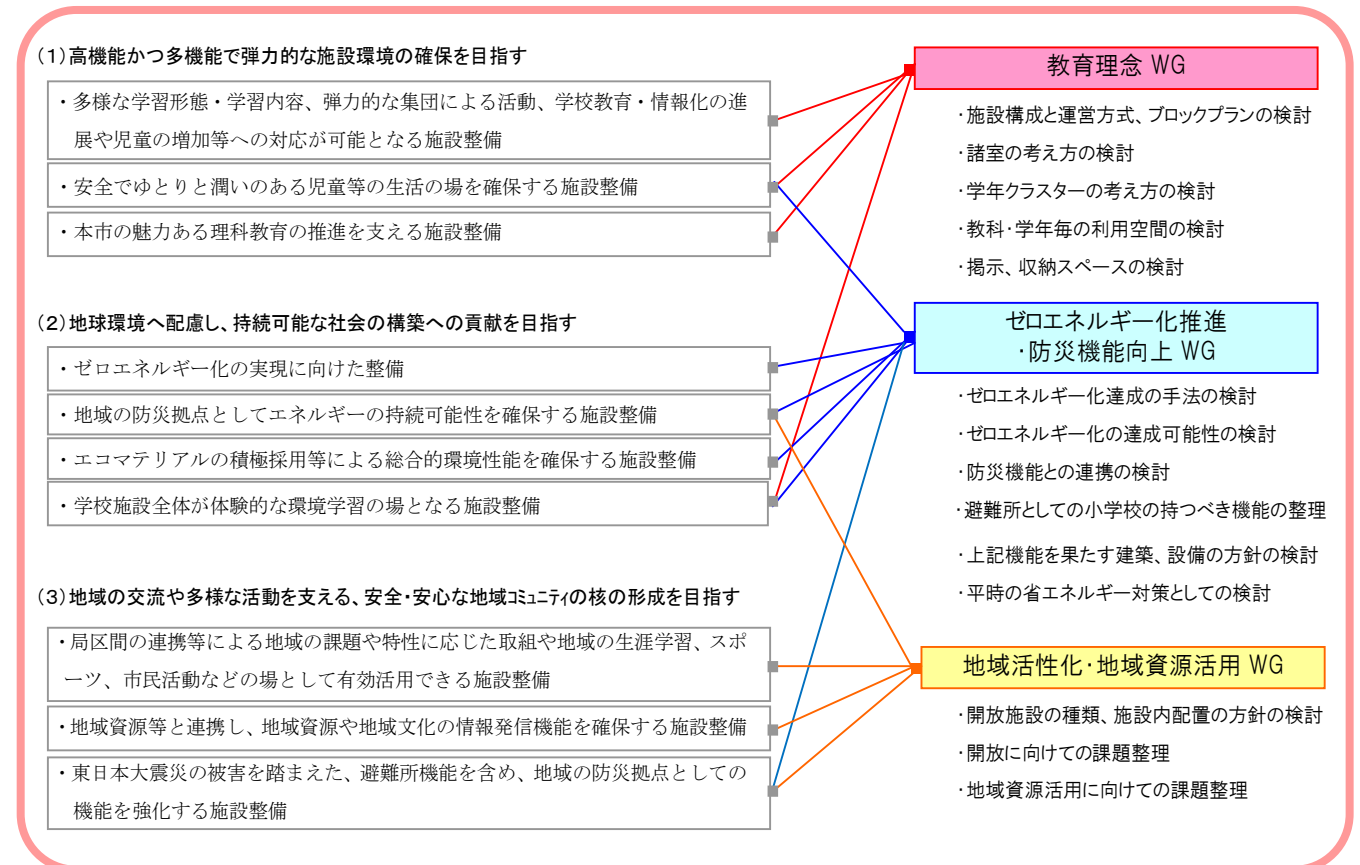 (1)高機能かつ多機能で弾力的な施設環境の確保を目指す
・多様な学習形態・学習内容、弾力的な集団による活動、学校教育・情報化の進
展や児童の増加等への対応が可能となる施設整備
・安全でゆとりと潤いのある児童等の生活の場を確保する施設整備
・本市の魅力ある理科教育の推進を支える施設整備
(2)地球環境へ配慮し、持続可能な社会の構築への貢献を目指す
・ゼロエネルギー化の実現に向けた整備
・地域の防災拠点としてエネルギーの持続可能性を確保する施設整備
・エコマテリアルの積極採用等による総合的環境性能を確保する施設整備
・学校施設全体が体験的な環境学習の場となる施設整備
(3)地域の交流や多様な活動を支える、安全・安心な地域コミュニティの核の形成を目指す
・局区間の連携等による地域の課題や特性に応じた取組や地域の生涯学習、スポ
ーツ、市民活動などの場として有効活用できる施設整備
・地域資源等と連携し、地域資源や地域文化の情報発信機能を確保する施設整備
・東日本大震災の被害を踏まえた、避難所機能を含め、地域の防災拠点としての
機能を強化する施設整備
教育理念 WG
・施設構成と運営方式、ブロックプランの検討
・諸室の考え方の検討
・学年クラスターの考え方の検討
・教科・学年毎の利用空間の検討
・掲示、収納スペースの検討
ゼロエネルギー化推進
・防災機能向上 WG
・ゼロエネルギー化達成の手法の検討
・ゼロエネルギー化の達成可能性の検討
・防災機能との連携の検討
・避難所としての小学校の持つべき機能の整理
・上記機能を果たす建築、設備の方針の検討
・平時の省エネルギー対策としての検討
地域活性化・地域資源活用 WG
・開放施設の種類、施設内配置の方針の検討
・開放に向けての課題整理
・地域資源活用に向けての課題整理